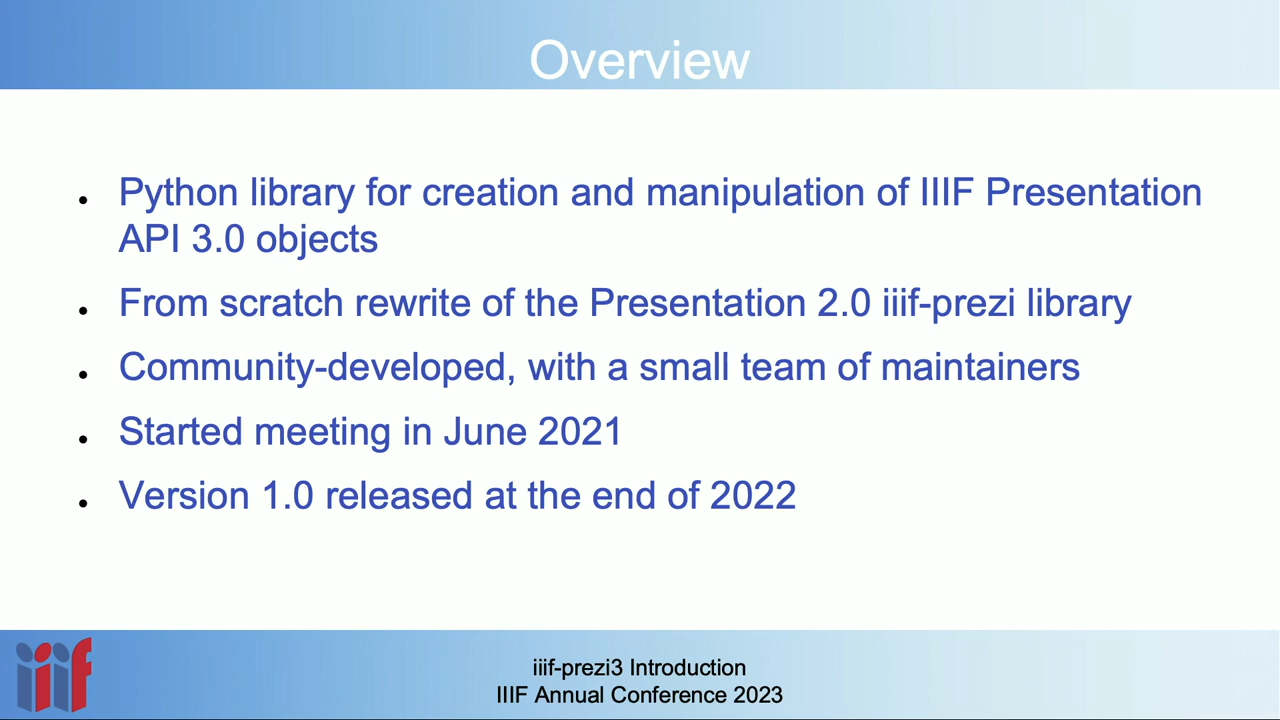 Overview
Python library for creation and manipulation of IIIF Presentation
API 3.0 objects
From scratch rewrite of the Presentation 2.0 iiif-prezi library
Community-developed, with a small team of maintainers
Started meeting in June 2021
Version 1.0 released at the end of 2022
iiif
iiif-prezi3 Introduction
IIIF Annual Conference 2023